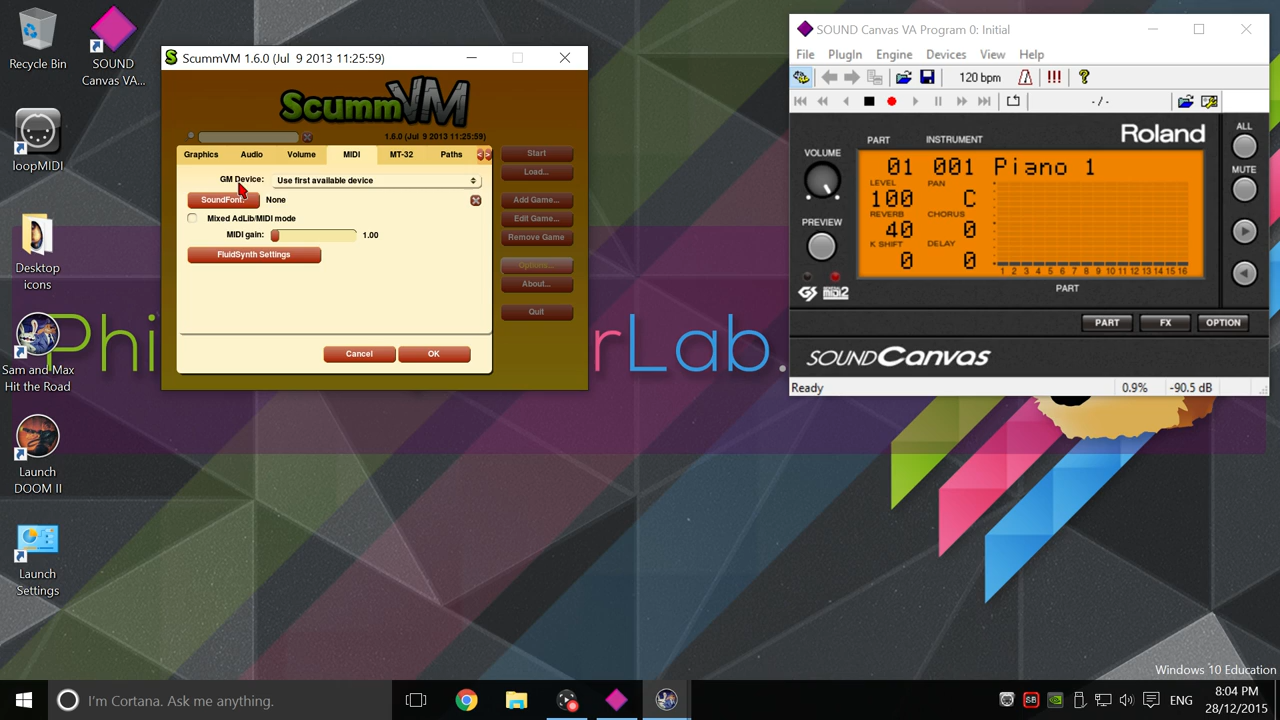 Recycle Bin
SOUND
Canvas VA...
loopMIDI
Desktop
icons
Sam and Max
Hit the Road
Launch
DOOM II
Launch
Settings
ScummVM 1.6.0 (Jul 9 2013 11:25:59)
ScummVM
1.6.0 (Jul 9 2013 11:25:59)
Graphics
Audio
Volume
MIDI
MT-32
Paths
< >
GM Device:
Use first available device
SoundFont:
None
Mixed AdLib/MIDI mode
MIDI gain:
1.00
FluidSynth Settings
Cancel
OK
Start
Load...
Add Game...
Edit Game...
Remove Game
Options...
About...
Quit
Phi
rLab.
SOUND Canvas VA Program 0: Initial
File PlugIn Engine Devices View Help
120 bpm
!!!
?
- / -
Roland
VOLUME
PREVIEW
PART INSTRUMENT
01 001 Piano 1
LEVEL PAN
100 C
REVERB CHORUS
40 0
K SHIFT DELAY
0 0
1 2 3 4 5 6 7 8 9 10 11 12 13 14 15 16
PART
ALL
MUTE
PART FX OPTION
SOUND Canvas
Ready
0.9%
-90.5 dB
Windows 10 Education
I'm Cortana. Ask me anything.
ENG
8:04 PM
28/12/2015